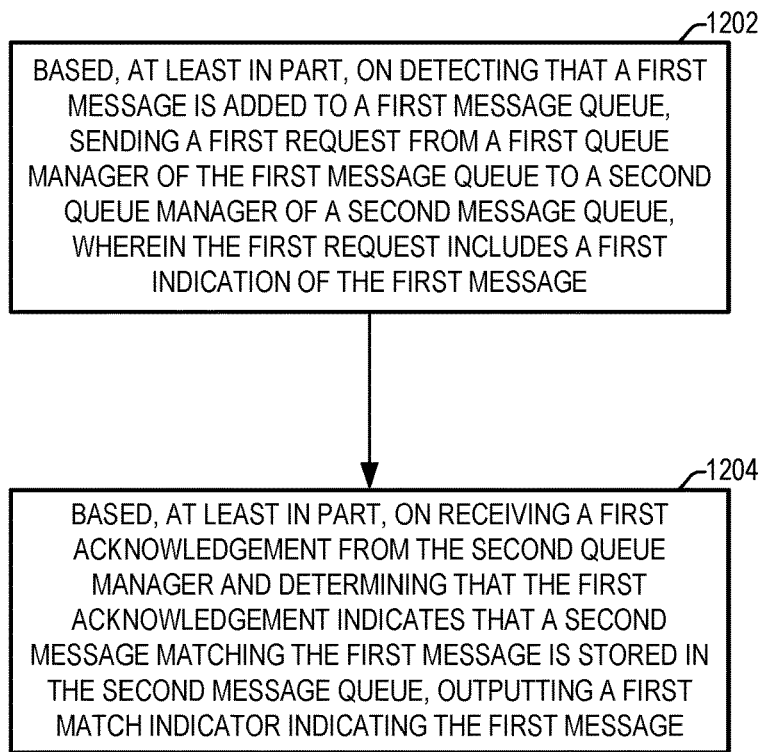 1202
BASED, AT LEAST IN PART, ON DETECTING THAT A FIRST
MESSAGE IS ADDED TO A FIRST MESSAGE QUEUE,
SENDING A FIRST REQUEST FROM A FIRST QUEUE
MANAGER OF THE FIRST MESSAGE QUEUE TO A SECOND
QUEUE MANAGER OF A SECOND MESSAGE QUEUE,
WHEREIN THE FIRST REQUEST INCLUDES A FIRST
INDICATION OF THE FIRST MESSAGE
1204
BASED, AT LEAST IN PART, ON RECEIVING A FIRST
ACKNOWLEDGEMENT FROM THE SECOND QUEUE
MANAGER AND DETERMINING THAT THE FIRST
ACKNOWLEDGEMENT INDICATES THAT A SECOND
MESSAGE MATCHING THE FIRST MESSAGE IS STORED IN
THE SECOND MESSAGE QUEUE, OUTPUTTING A FIRST
MATCH INDICATOR INDICATING THE FIRST MESSAGE